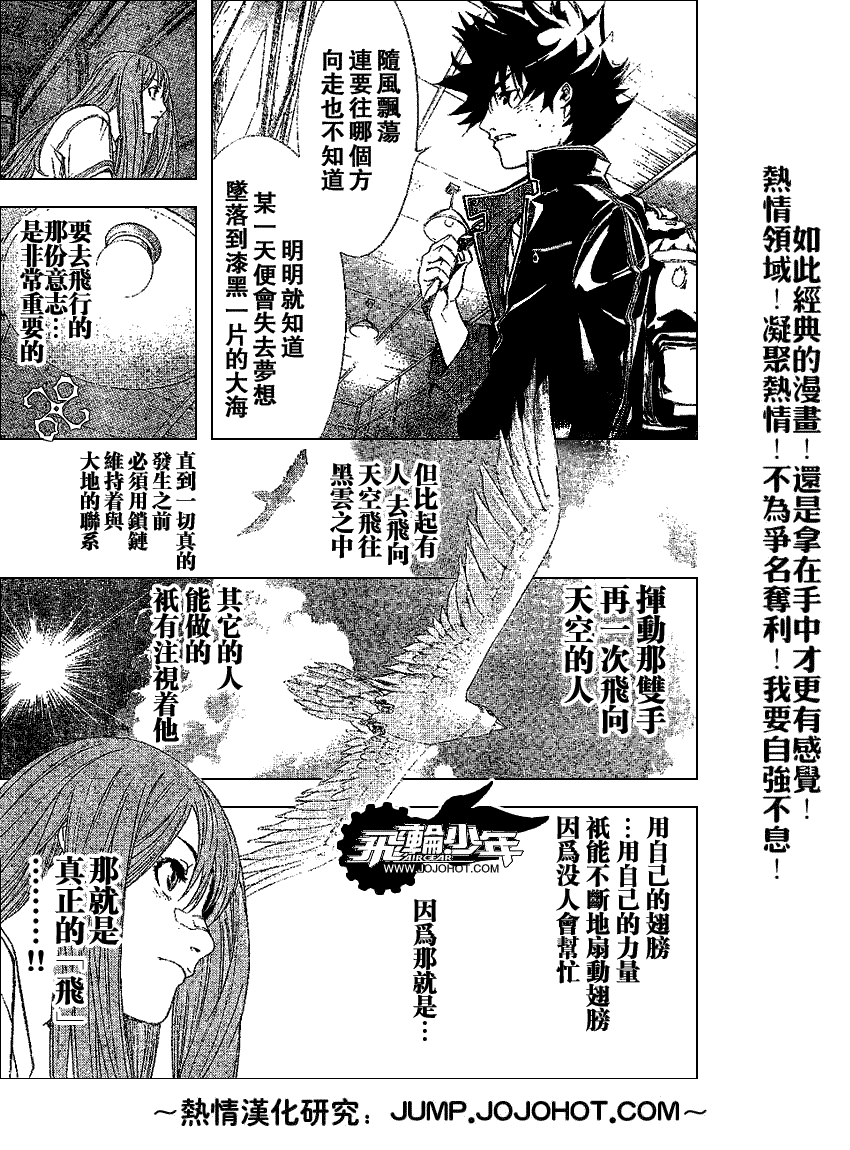 隨風飄蕩
連要往哪個方
向走也不知道
明明就知道
某一天便會失去夢想
墜落到漆黑一片的大海
要去飛行的
那份意志…
是非常重要的
但比起有
人去飛向
天空飛往
黑雲之中
直到一切真的
發生之前
必須用鎖鏈
維持着與
大地的聯系
揮動那雙手
再一次飛向
天空的人
其它的人
能做的
祇有注視着他
用自己的翅膀
…用自己的力量
祇能不斷地扇動翅膀
因爲没人會幫忙
因爲那就是…
那就是
真正的「飛」
……!!
飛輪少年
AIRGEAR
WWW.JOJOHOT.COM
如此經典的漫畫！還是拿在手中才更有感覺！
熱情領域！凝聚熱情！不為爭名奪利！我要自強不息！
～熱情漢化研究：JUMP.JOJOHOT.COM～